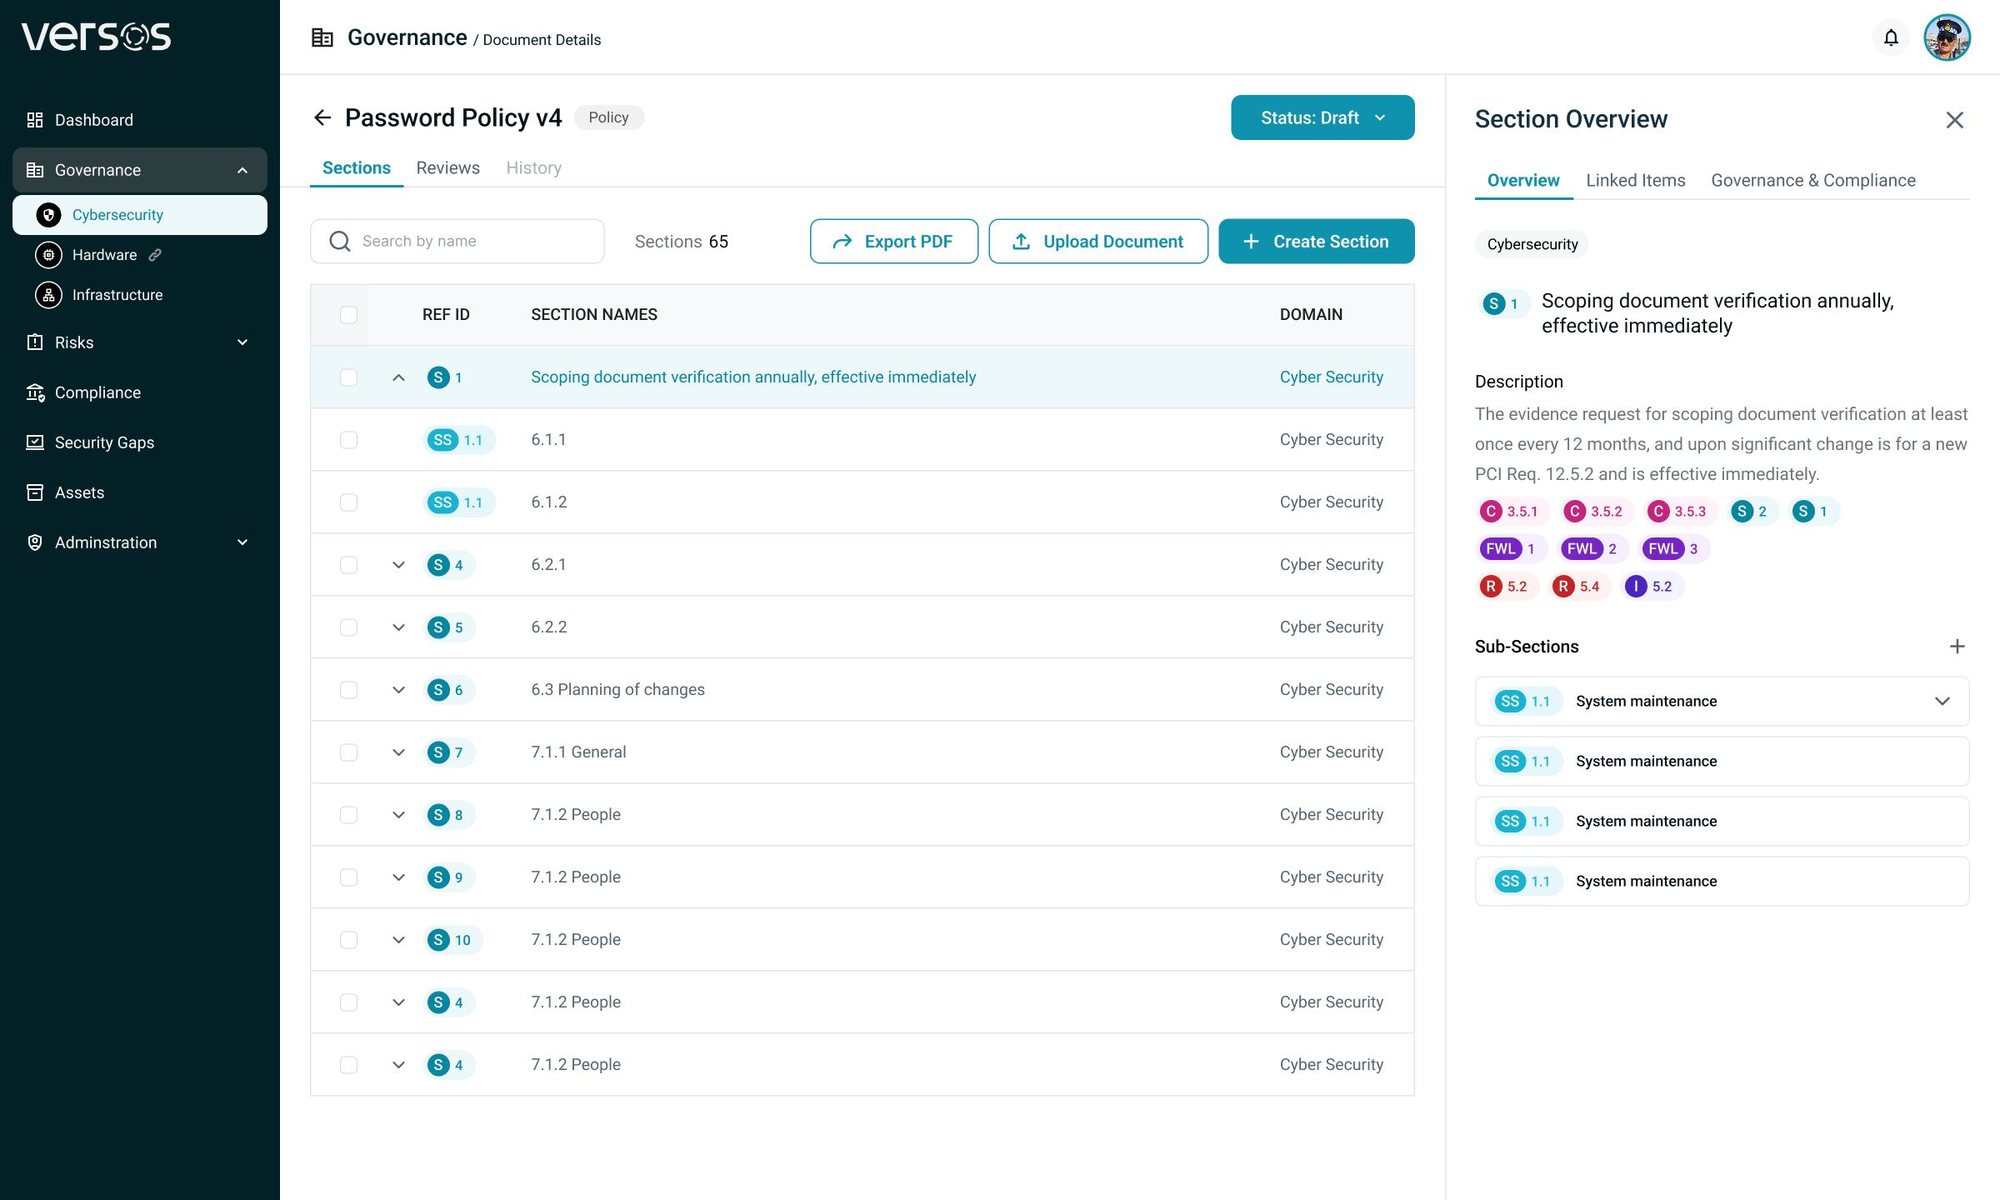 versos
Dashboard
Governance
Cybersecurity
Hardware
Infrastructure
Risks
Compliance
Security Gaps
Assets
Adminstration
Governance / Document Details
Password Policy v4 Policy
Status: Draft
Sections Reviews History
Search by name
Sections 65
Export PDF
Upload Document
Create Section
REF ID SECTION NAMES DOMAIN
S 1 Scoping document verification annually, effective immediately Cyber Security
SS 1.1 6.1.1 Cyber Security
SS 1.1 6.1.2 Cyber Security
S 4 6.2.1 Cyber Security
S 5 6.2.2 Cyber Security
S 6 6.3 Planning of changes Cyber Security
S 7 7.1.1 General Cyber Security
S 8 7.1.2 People Cyber Security
S 9 7.1.2 People Cyber Security
S 10 7.1.2 People Cyber Security
S 4 7.1.2 People Cyber Security
S 4 7.1.2 People Cyber Security
Section Overview
Overview Linked Items Governance & Compliance
Cybersecurity
S 1 Scoping document verification annually,
effective immediately
Description
The evidence request for scoping document verification at least
once every 12 months, and upon significant change is for a new
PCI Req. 12.5.2 and is effective immediately.
C 3.5.1 C 3.5.2 C 3.5.3 S 2 S 1
FWL 1 FWL 2 FWL 3
R 5.2 R 5.4 I 5.2
Sub-Sections
SS 1.1 System maintenance
SS 1.1 System maintenance
SS 1.1 System maintenance
SS 1.1 System maintenance